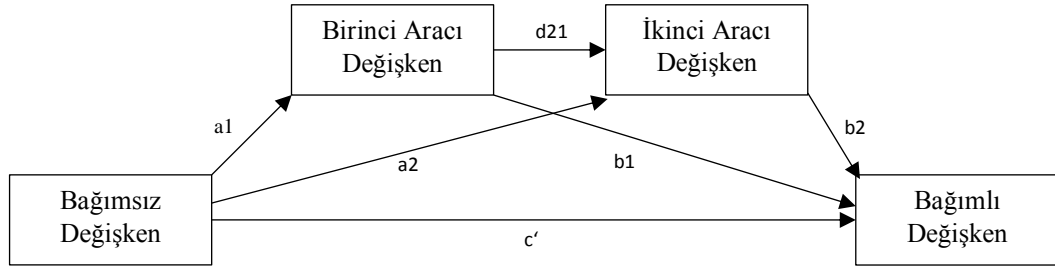 Birinci Aracı
Değişken
d21
İkinci Aracı
Değişken
a1
a2
b1
b2
Bağımsız
Değişken
c‘
Bağımlı
Değişken